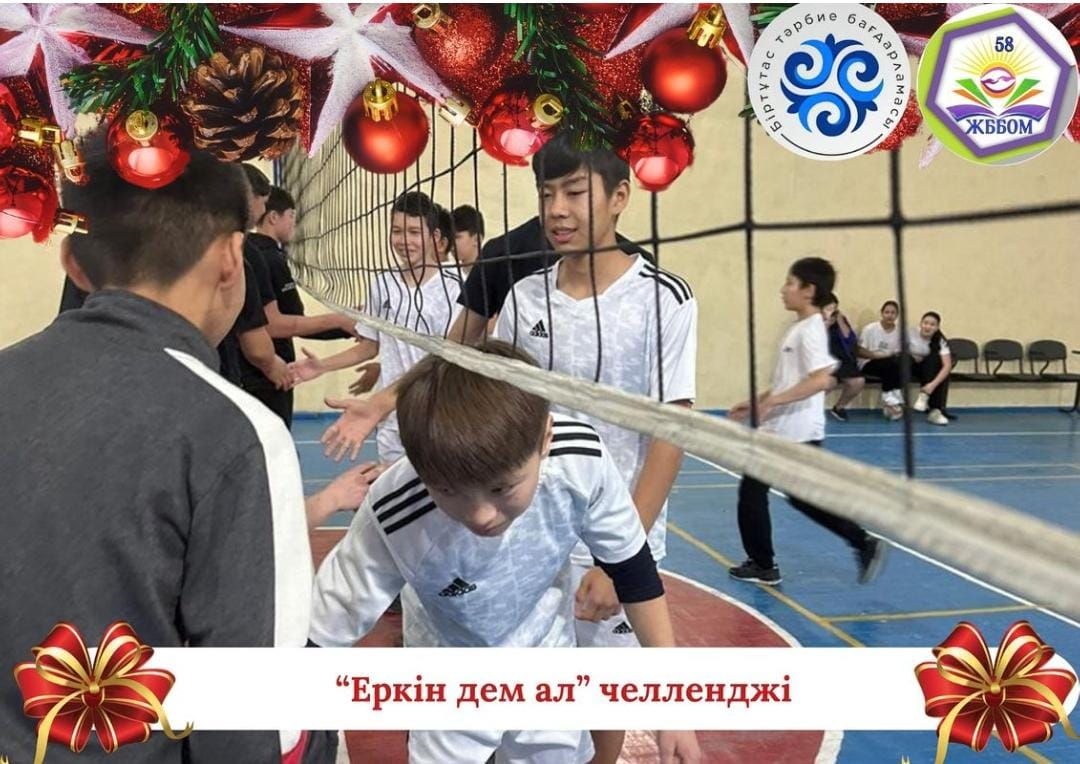 Біртұтас тәрбие бағдарламасы
58
ЖББОМ
“Еркін дем ал” челленджі